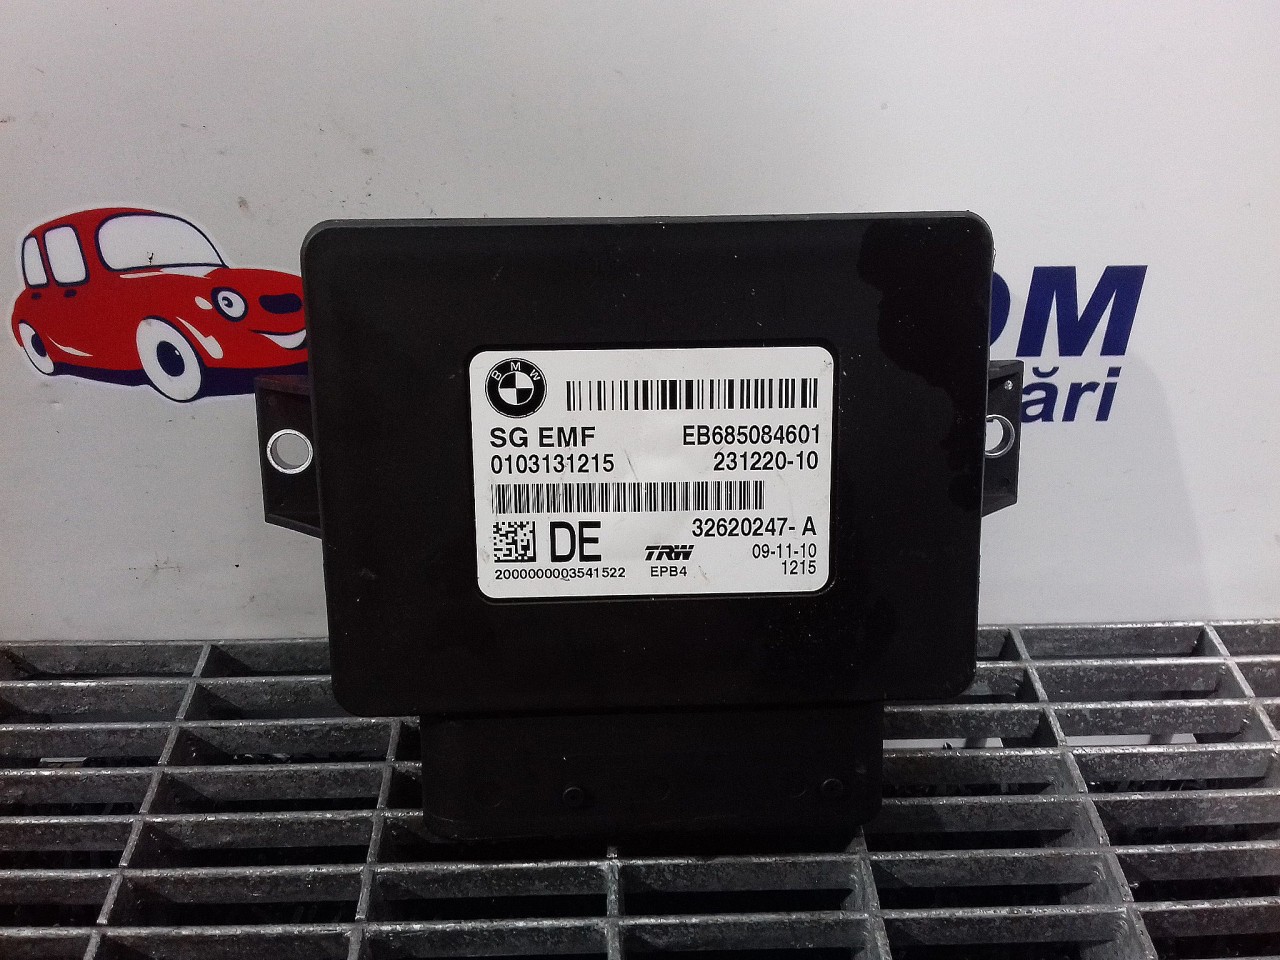 BMW
SG EMF EB685084601
0103131215 231220-10
32620247-A
DE TRW 09-11-10
2000000003541522 EPB4 1215
OM
ări